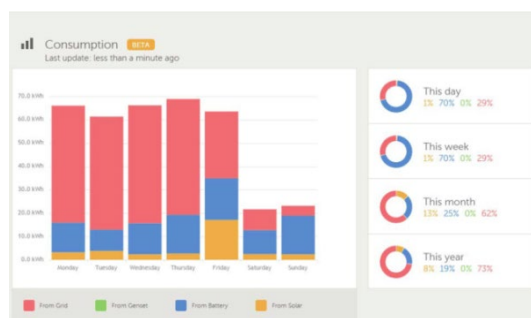 Consumption BETA
Last update: less than a minute ago
70.0 kWh
60.0 kWh
50.0 kWh
40.0 kWh
30.0 kWh
20.0 kWh
10.0 kWh
0.0 kWh
Monday Tuesday Wednesday Thursday Friday Saturday Sunday
From Grid From Genset From Battery From Solar
This day
1% 70% 0% 29%
This week
1% 70% 0% 29%
This month
13% 25% 0% 62%
This year
8% 19% 0% 73%